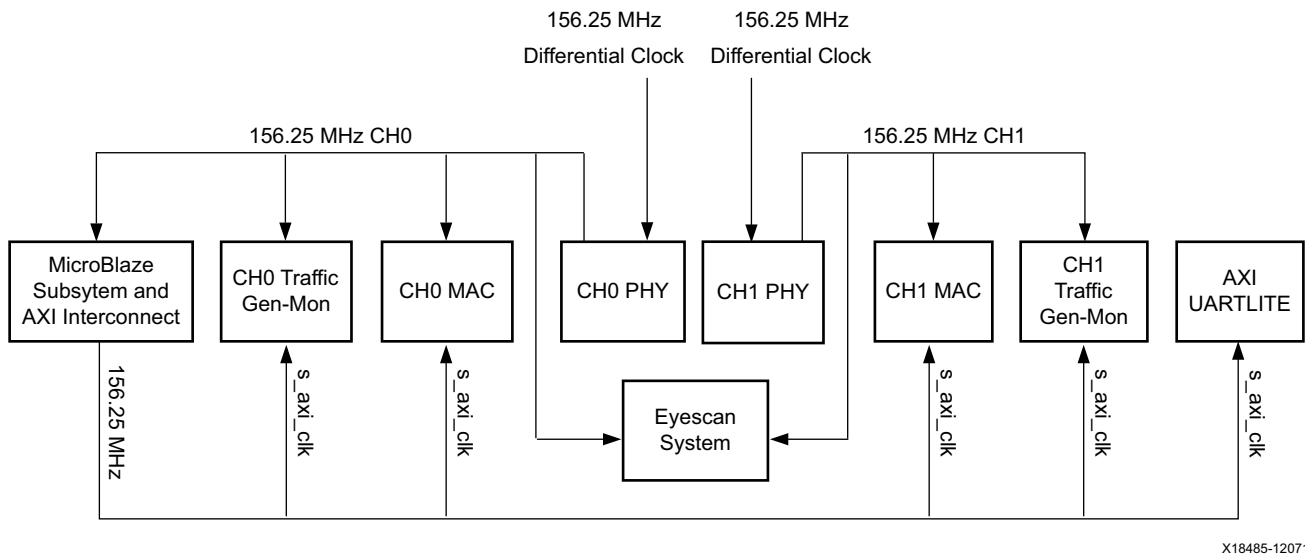 156.25 MHz
Differential Clock
156.25 MHz
Differential Clock
156.25 MHz CH0
156.25 MHz CH1
MicroBlaze
Subsytem and
AXI Interconnect
CH0 Traffic
Gen-Mon
CH0 MAC
CH0 PHY
CH1 PHY
CH1 MAC
CH1
Traffic
Gen-Mon
AXI
UARTLITE
156.25 MHz
s_axi_clk
s_axi_clk
Eyescan
System
s_axi_clk
s_axi_clk
s_axi_clk
X18485-12071